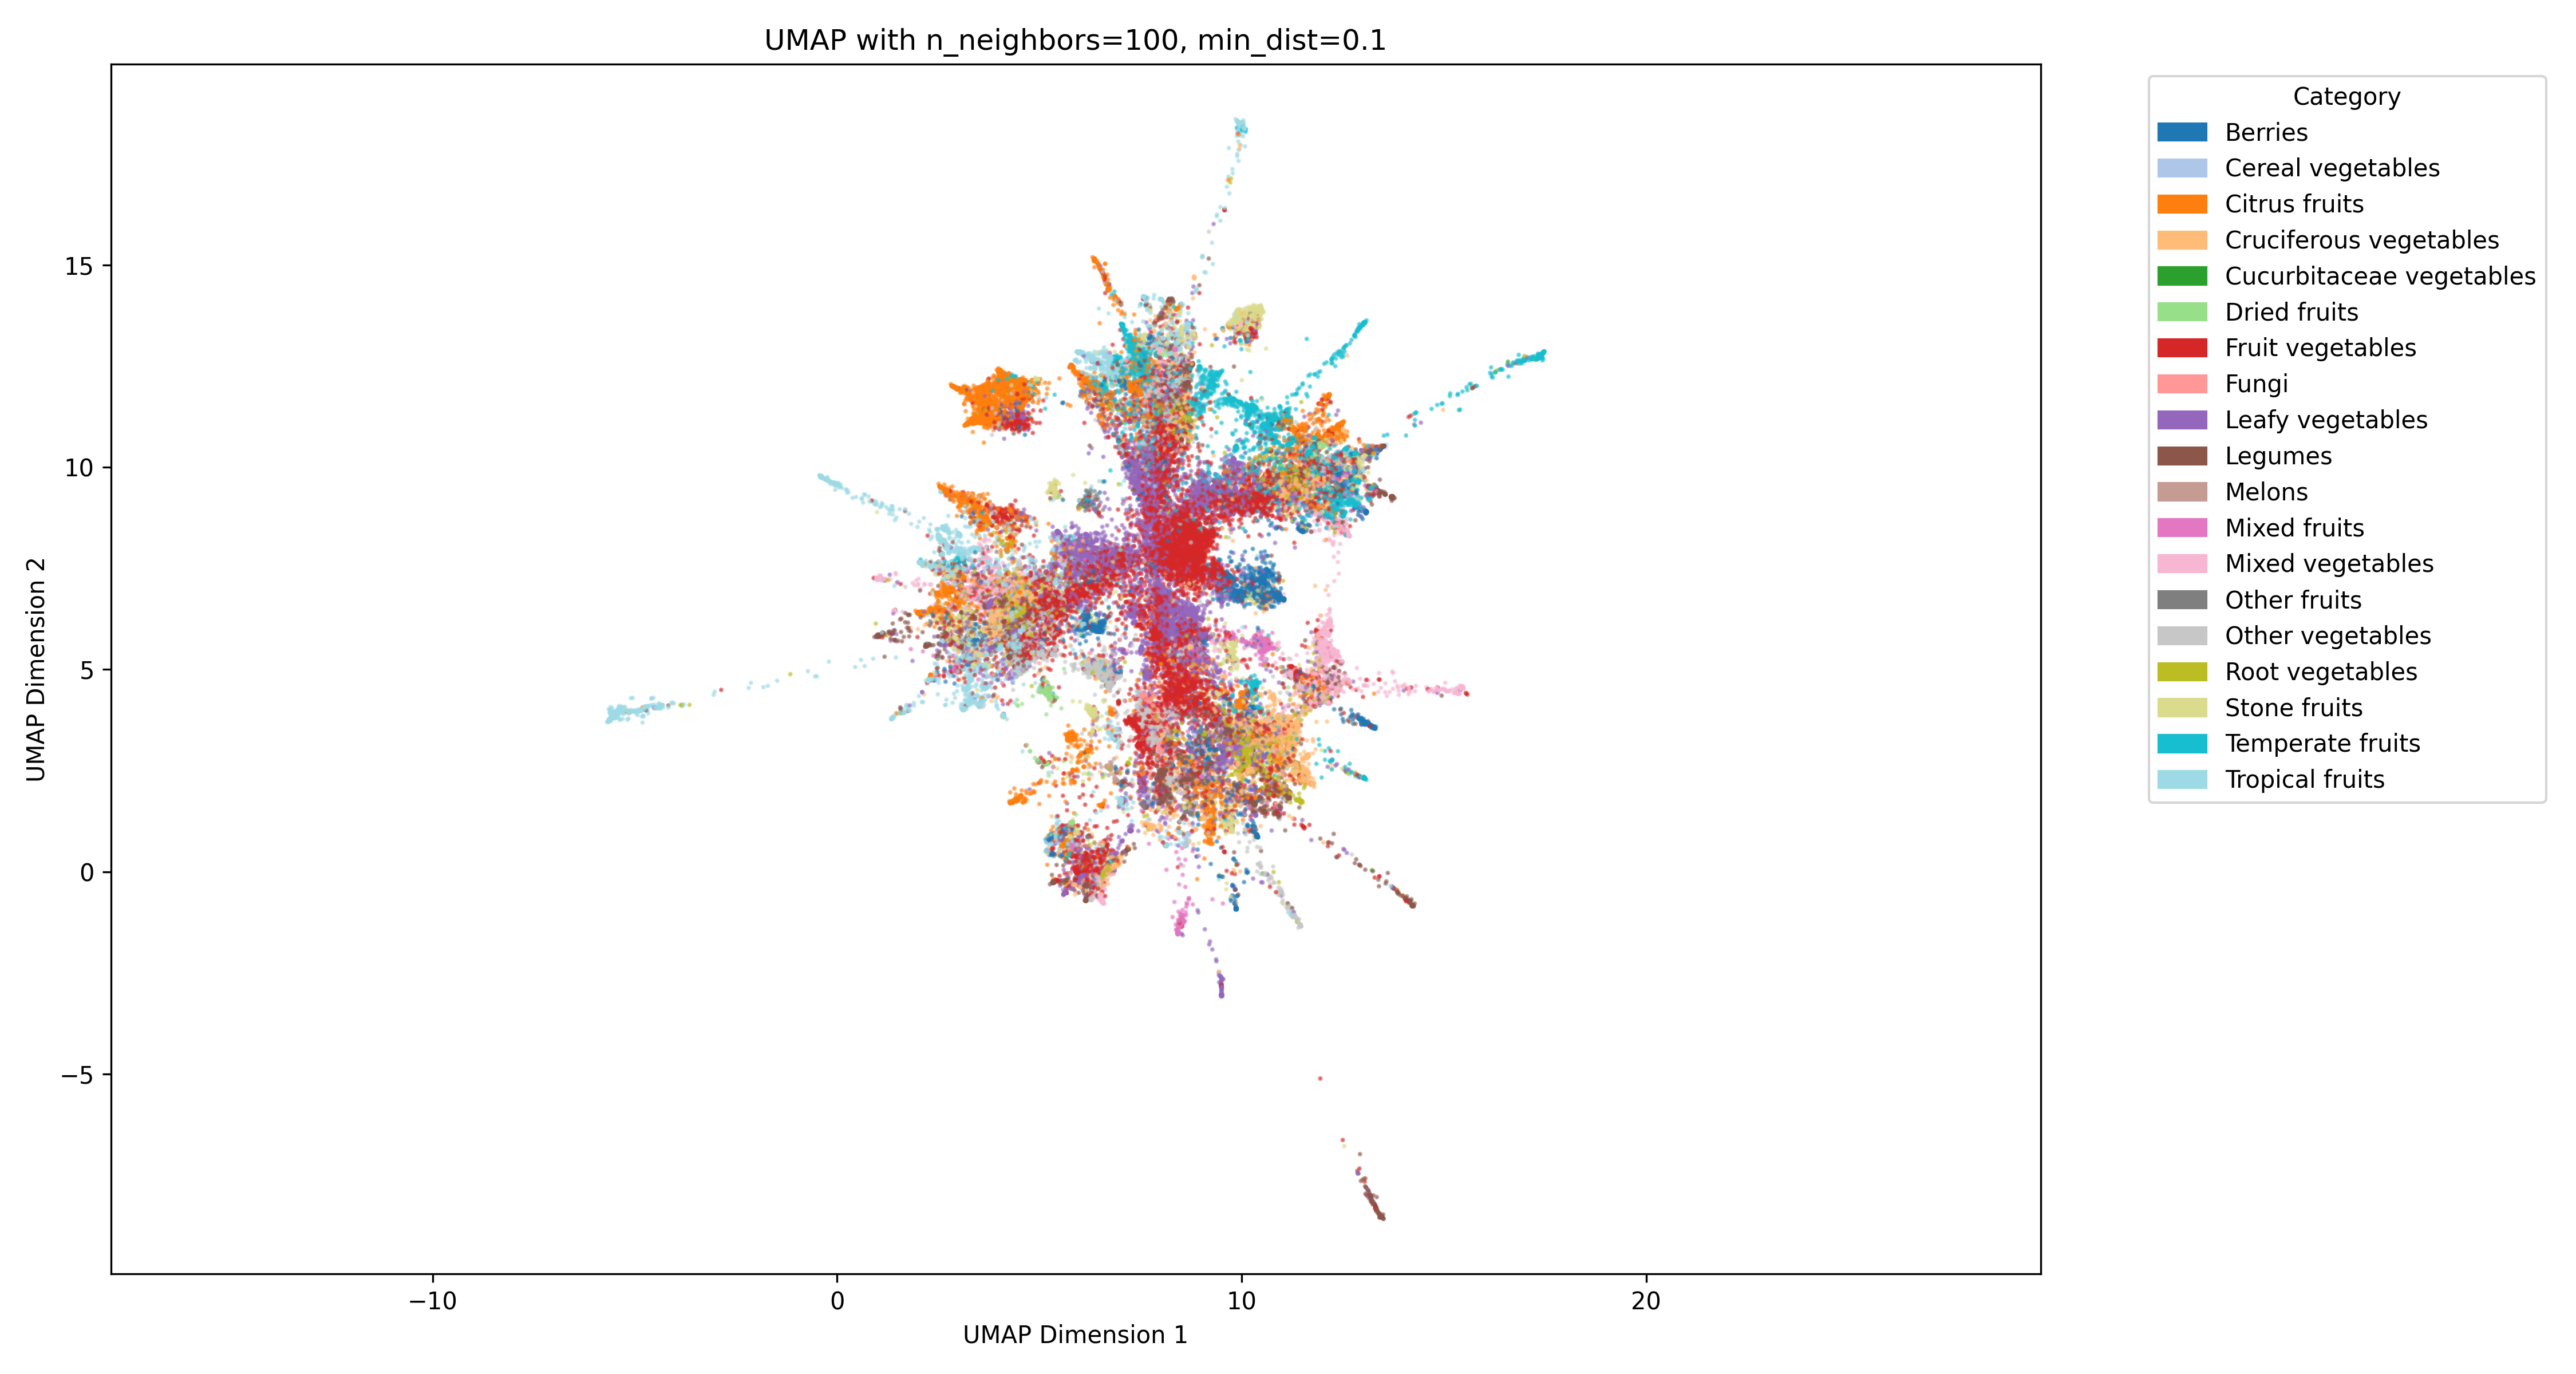 UMAP with n_neighbors=100, min_dist=0.1
15
10
5
0
−5
UMAP Dimension 2
−10
0
10
20
UMAP Dimension 1
Category
Berries
Cereal vegetables
Citrus fruits
Cruciferous vegetables
Cucurbitaceae vegetables
Dried fruits
Fruit vegetables
Fungi
Leafy vegetables
Legumes
Melons
Mixed fruits
Mixed vegetables
Other fruits
Other vegetables
Root vegetables
Stone fruits
Temperate fruits
Tropical fruits